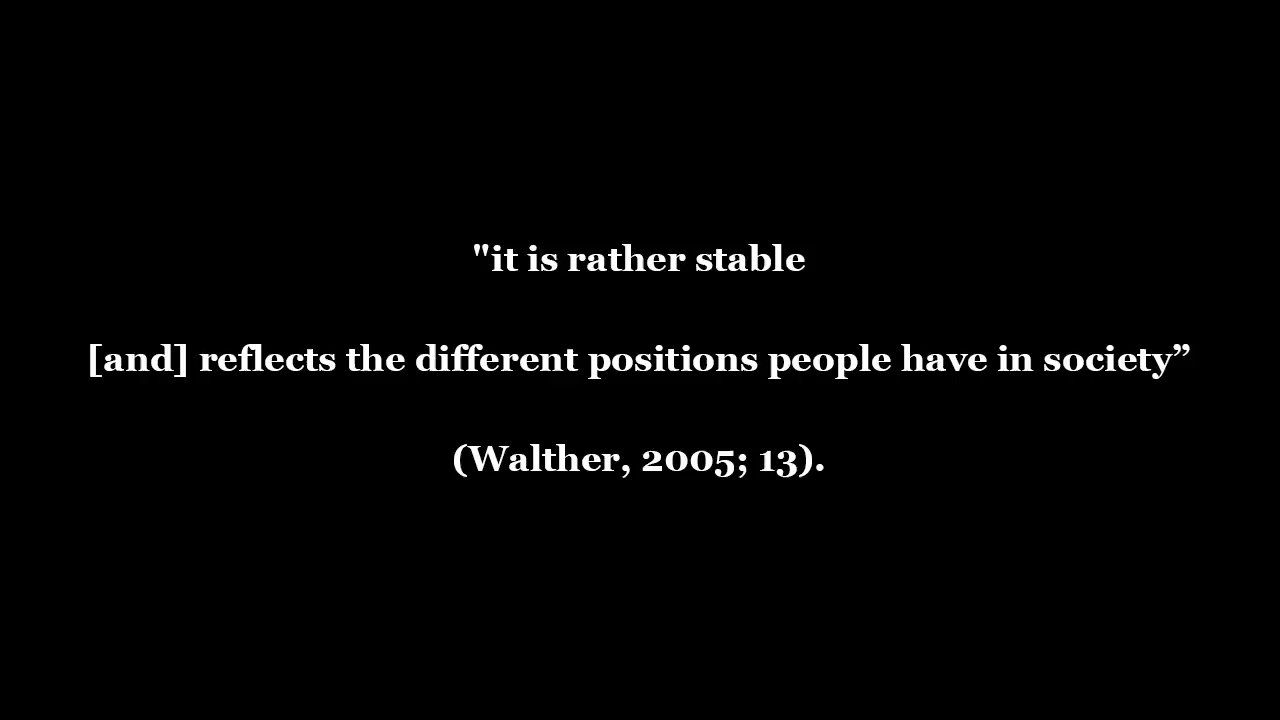 "it is rather stable
[and] reflects the different positions people have in society”
(Walther, 2005; 13).